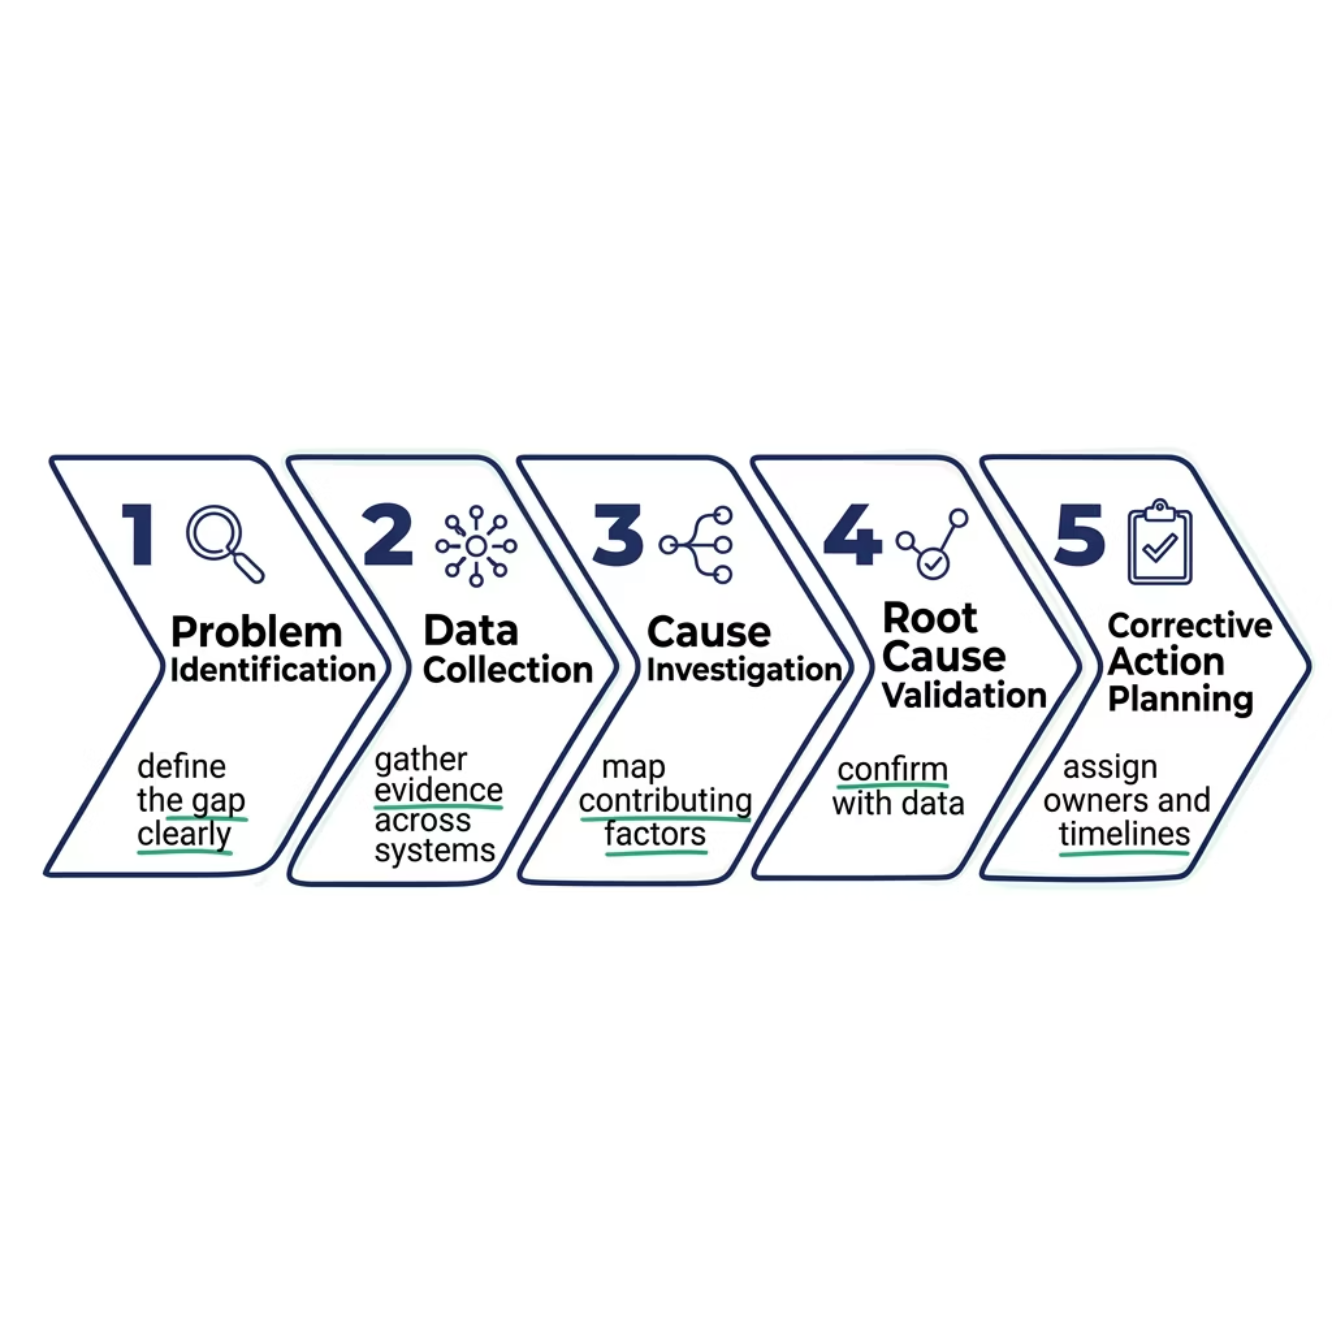 1
Problem
Identification
define
the gap
clearly
2
Data
Collection
gather
evidence
across
systems
3
Cause
Investigation
map
contributing
factors
4
Root
Cause
Validation
confirm
with data
5
Corrective
Action
Planning
assign
owners and
timelines